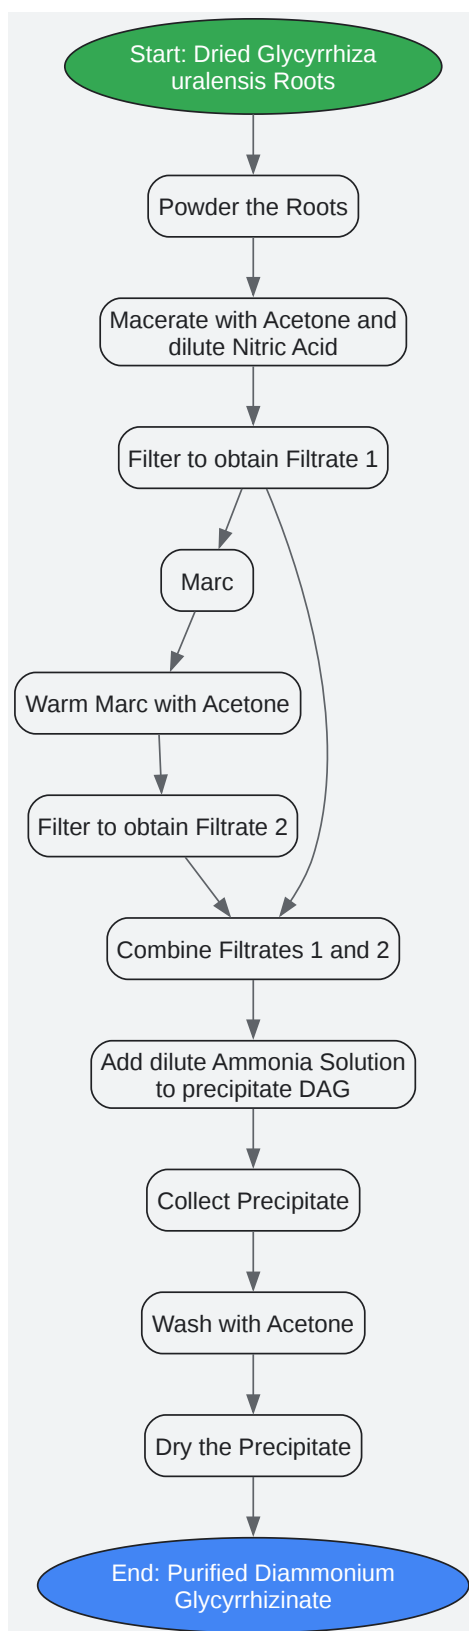 Start: Dried Glycyrrhiza
uralensis Roots
Powder the Roots
Macerate with Acetone and
dilute Nitric Acid
Filter to obtain Filtrate 1
Marc
Warm Marc with Acetone
Filter to obtain Filtrate 2
Combine Filtrates 1 and 2
Add dilute Ammonia Solution
to precipitate DAG
Collect Precipitate
Wash with Acetone
Dry the Precipitate
End: Purified Diammonium
Glycyrrhizinate